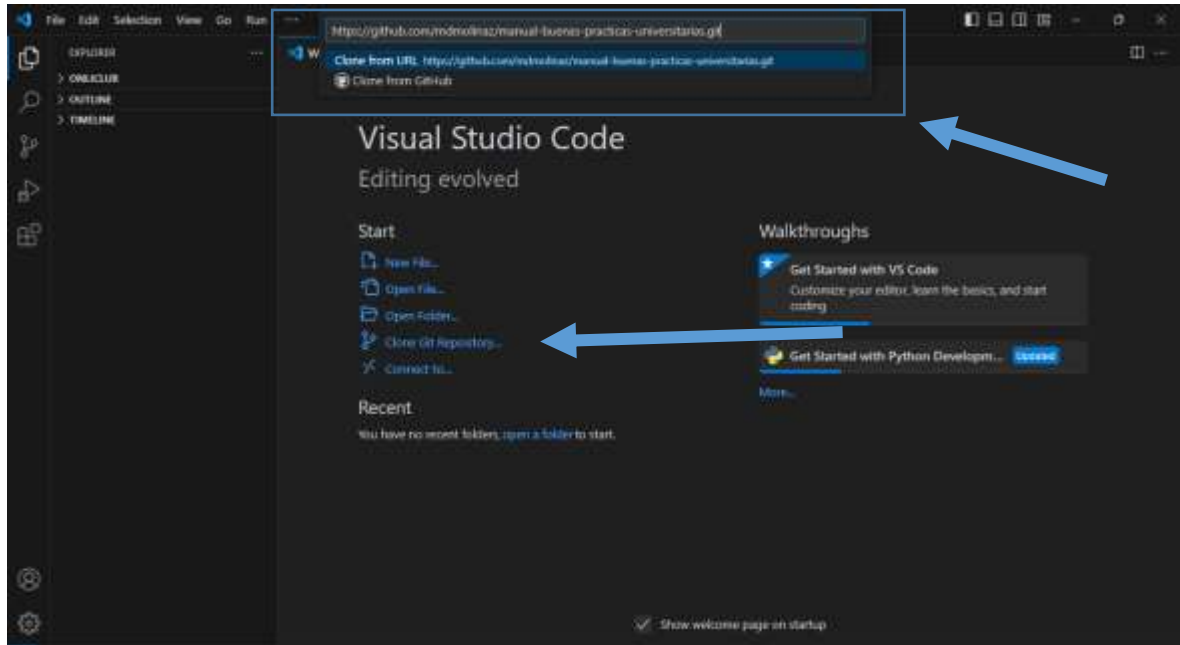 File Edit Selection View Go Run ···
https://github.com/mdmolinaz/manual-buenas-practicas-universitarios.git
EXPLORER ···
W
Clone from URL https://github.com/mdmolinaz/manual-buenas-practicas-universitarios.git
Clone from GitHub
> ONLICLUB
> OUTLINE
> TIMELINE
Visual Studio Code
Editing evolved
Start
New File...
Open File...
Open Folder...
Clone Git Repository...
Connect to...
Recent
You have no recent folders, open a folder to start.
Walkthroughs
Get Started with VS Code
Customize your editor, learn the basics, and start
coding
Get Started with Python Developm... Updated
More...
Show welcome page on startup